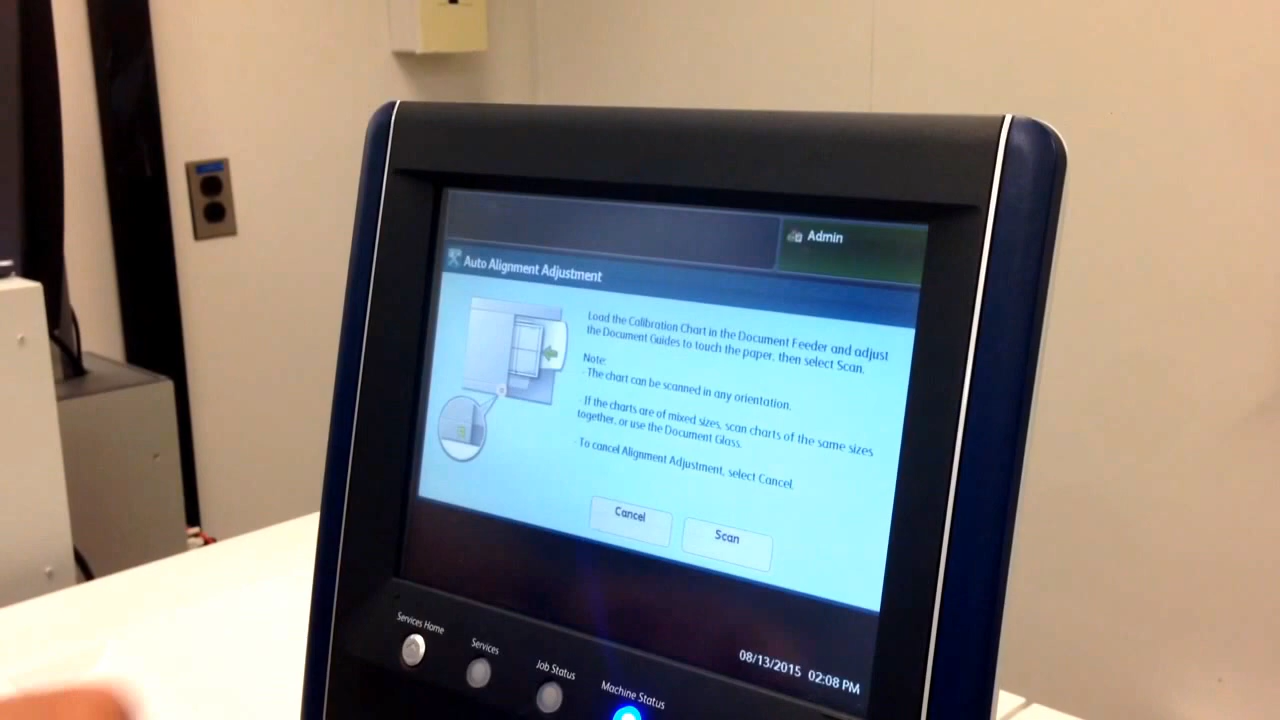 Admin
Auto Alignment Adjustment
Load the Calibration Chart in the Document Feeder and adjust
the Document Guides to touch the paper, then select Scan.
Note:
- The chart can be scanned in any orientation.
- If the charts are of mixed sizes, scan charts of the same sizes
together, or use the Document Glass.
- To cancel Alignment Adjustment, select Cancel.
Cancel
Scan
08/13/2015 02:08 PM
Services Home
Services
Job Status
Machine Status